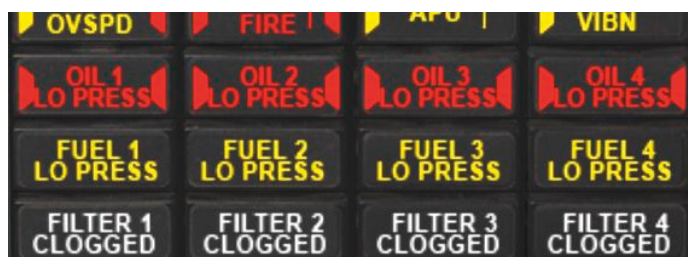 OVSPD FIRE APU VIBN
OIL 1 OIL 2 OIL 3 OIL 4
LO PRESS LO PRESS LO PRESS LO PRESS
FUEL 1 FUEL 2 FUEL 3 FUEL 4
LO PRESS LO PRESS LO PRESS LO PRESS
FILTER 1 FILTER 2 FILTER 3 FILTER 4
CLOGGED CLOGGED CLOGGED CLOGGED